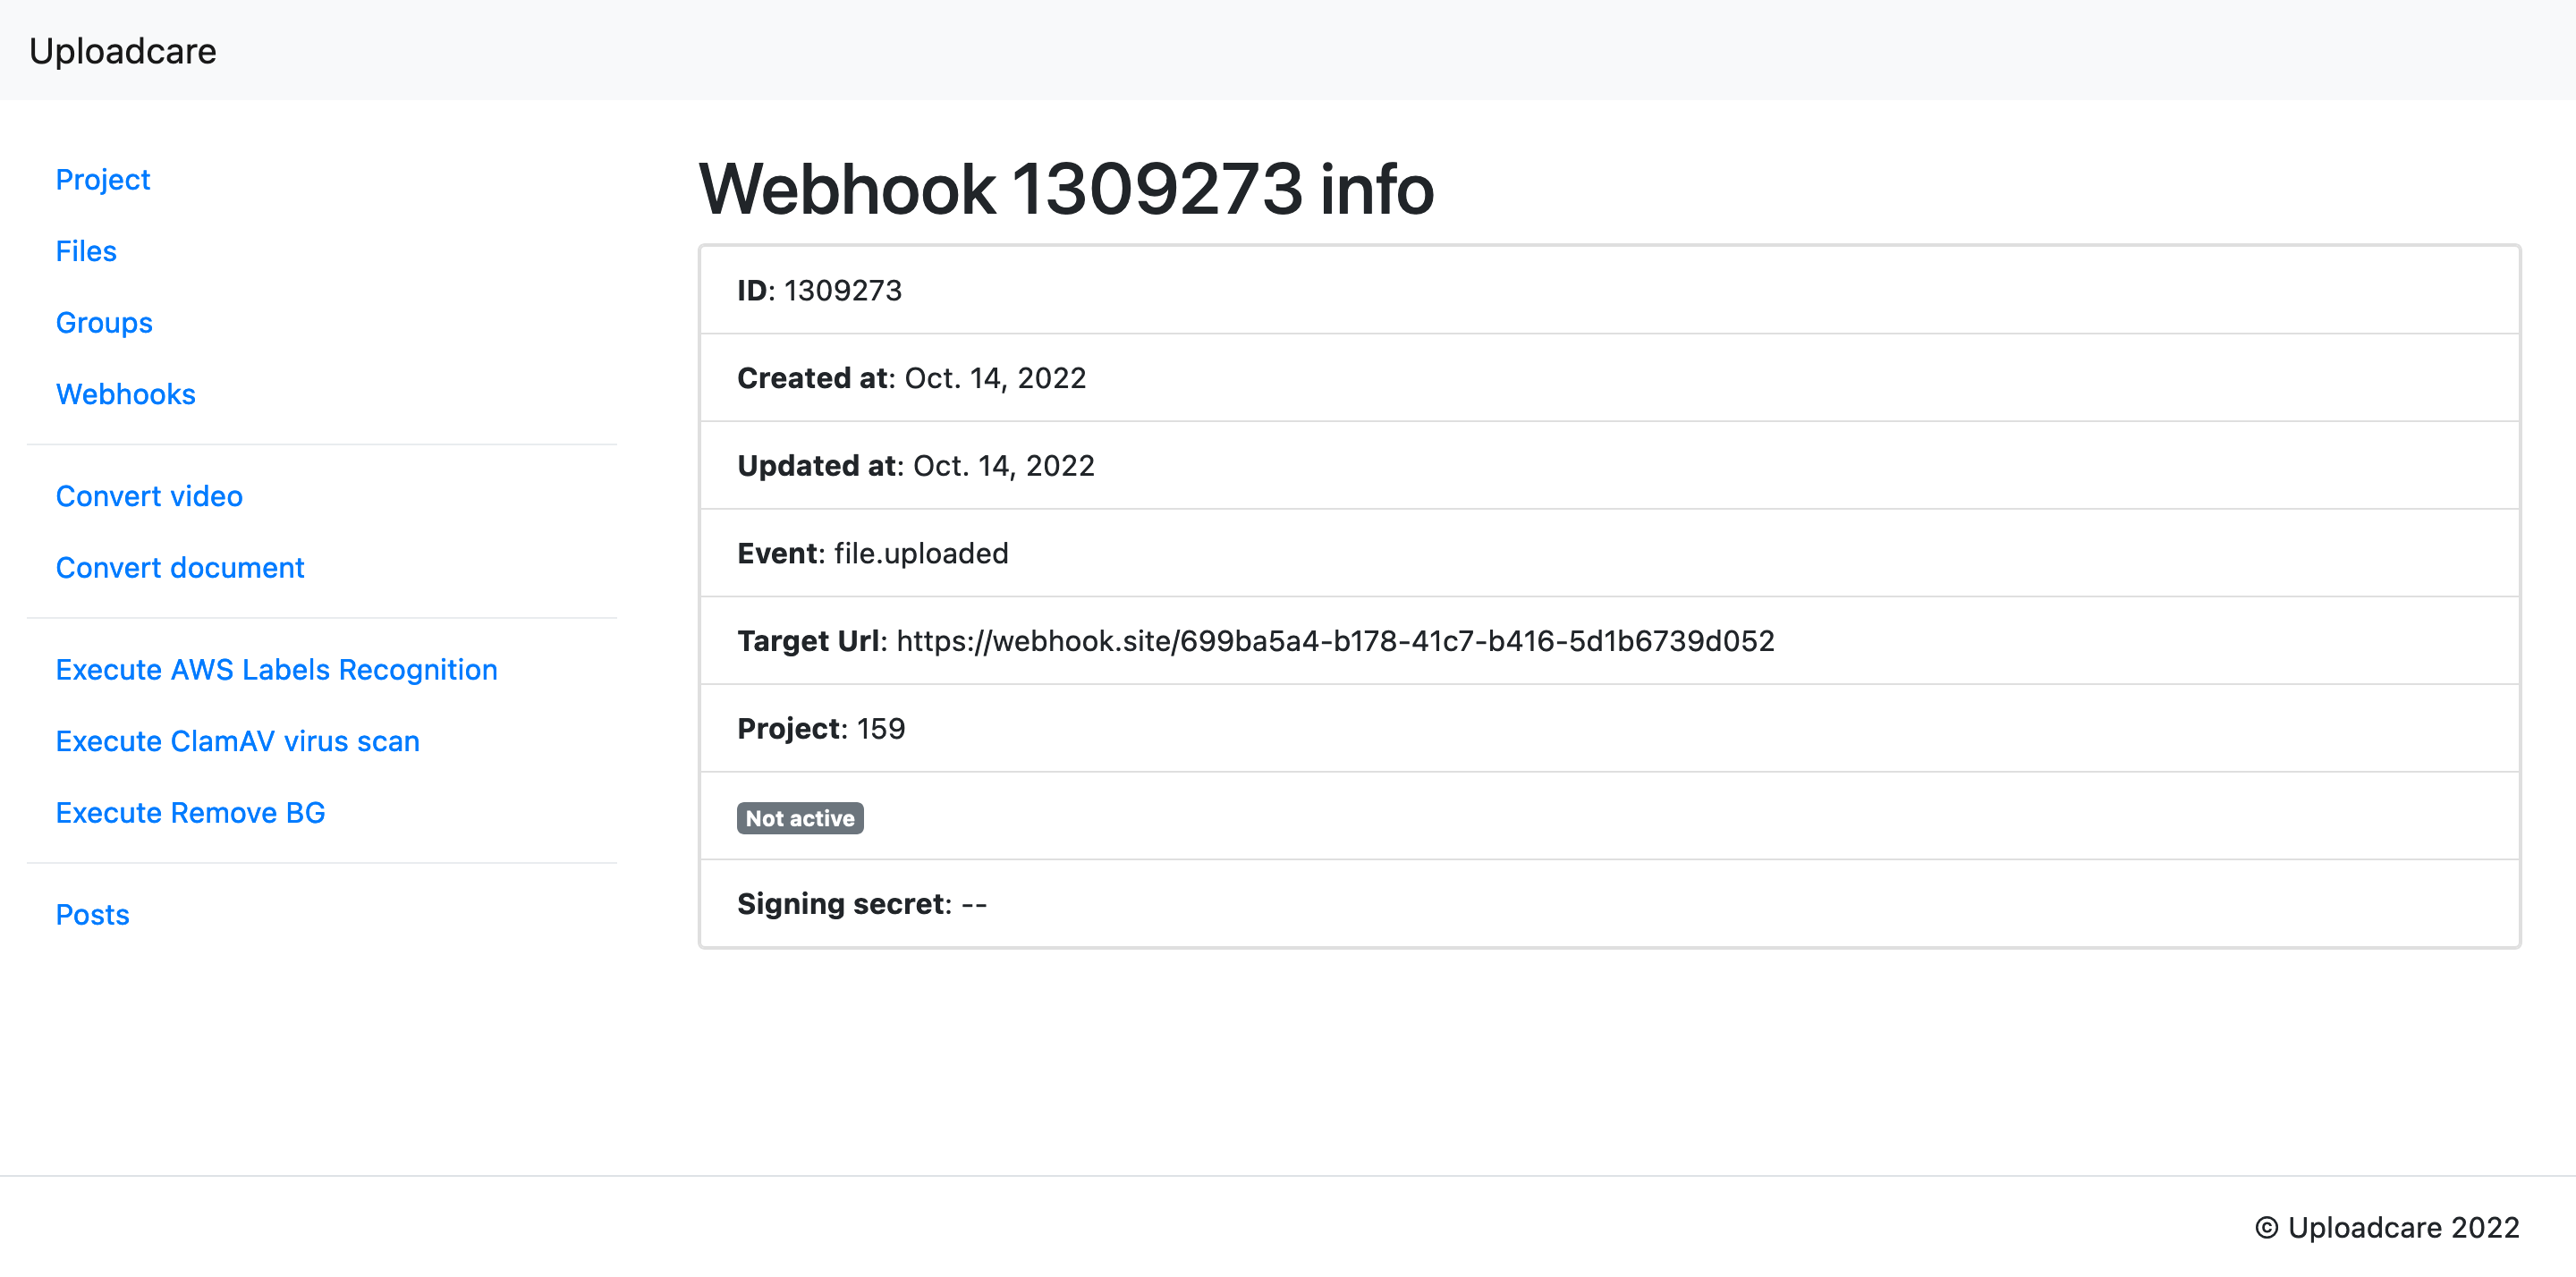 Uploadcare
Project
Files
Groups
Webhooks
Convert video
Convert document
Execute AWS Labels Recognition
Execute ClamAV virus scan
Execute Remove BG
Posts
Webhook 1309273 info
ID: 1309273
Created at: Oct. 14, 2022
Updated at: Oct. 14, 2022
Event: file.uploaded
Target Url: https://webhook.site/699ba5a4-b178-41c7-b416-5d1b6739d052
Project: 159
Not active
Signing secret: --
© Uploadcare 2022